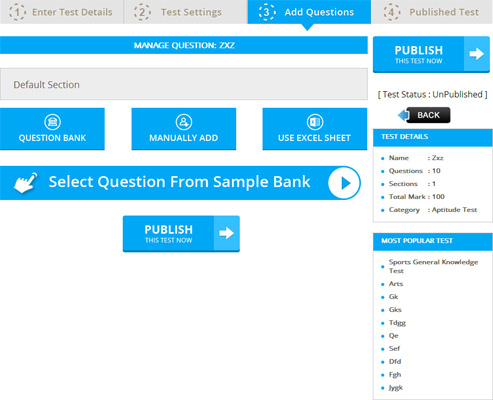 1 Enter Test Details
2 Test Settings
3 Add Questions
4 Published Test
MANAGE QUESTION: ZXZ
Default Section
QUESTION BANK
MANUALLY ADD
USE EXCEL SHEET
Select Question From Sample Bank
PUBLISH
THIS TEST NOW
PUBLISH
THIS TEST NOW
[ Test Status : UnPublished ]
BACK
TEST DETAILS
Name : Zxz
Questions : 10
Sections : 1
Total Mark : 100
Category : Aptitude Test
MOST POPULAR TEST
Sports General Knowledge
Test
Arts
Gk
Gks
Tdgg
Qe
Sef
Dfd
Fgh
Jygk